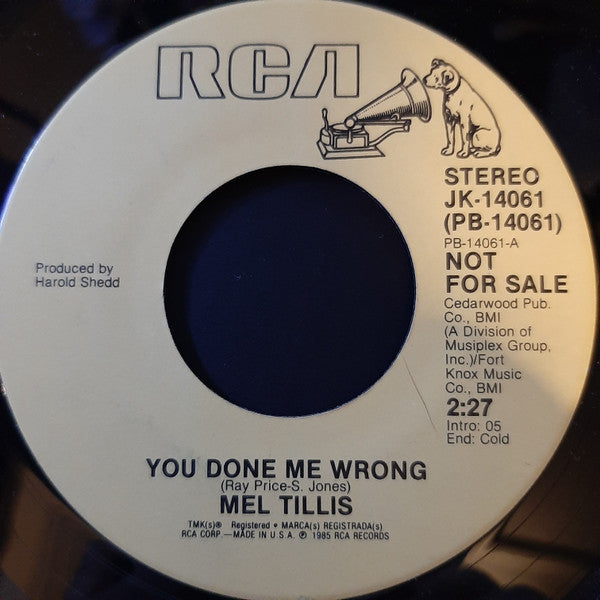 RCA
STEREO
JK-14061
(PB-14061)
PB-14061-A
NOT
FOR SALE
Cedarwood Pub.
Co., BMI
(A Division of
Musiplex Group,
Inc.)/Fort
Knox Music
Co., BMI
2:27
Intro: 05
End: Cold
Produced by
Harold Shedd
YOU DONE ME WRONG
(Ray Price-S. Jones)
MEL TILLIS
TMK(s)® Registered • MARCA(s) REGISTRADA(s)
RCA CORP.—MADE IN U.S.A. ℗ 1985 RCA RECORDS